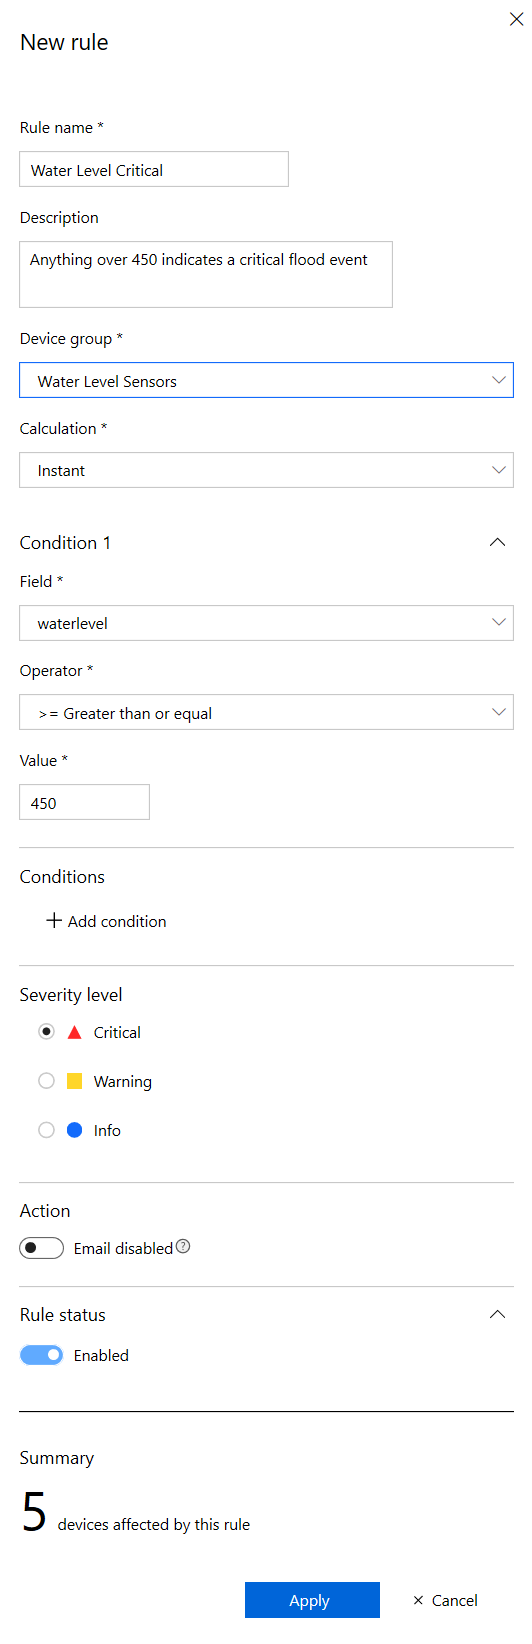 New rule
Rule name *
Water Level Critical
Description
Anything over 450 indicates a critical flood event
Device group *
Water Level Sensors
Calculation *
Instant
Condition 1
Field *
waterlevel
Operator *
>= Greater than or equal
Value *
450
Conditions
+ Add condition
Severity level
Critical
Warning
Info
Action
Email disabled ?
Rule status
Enabled
Summary
5 devices affected by this rule
Apply
× Cancel